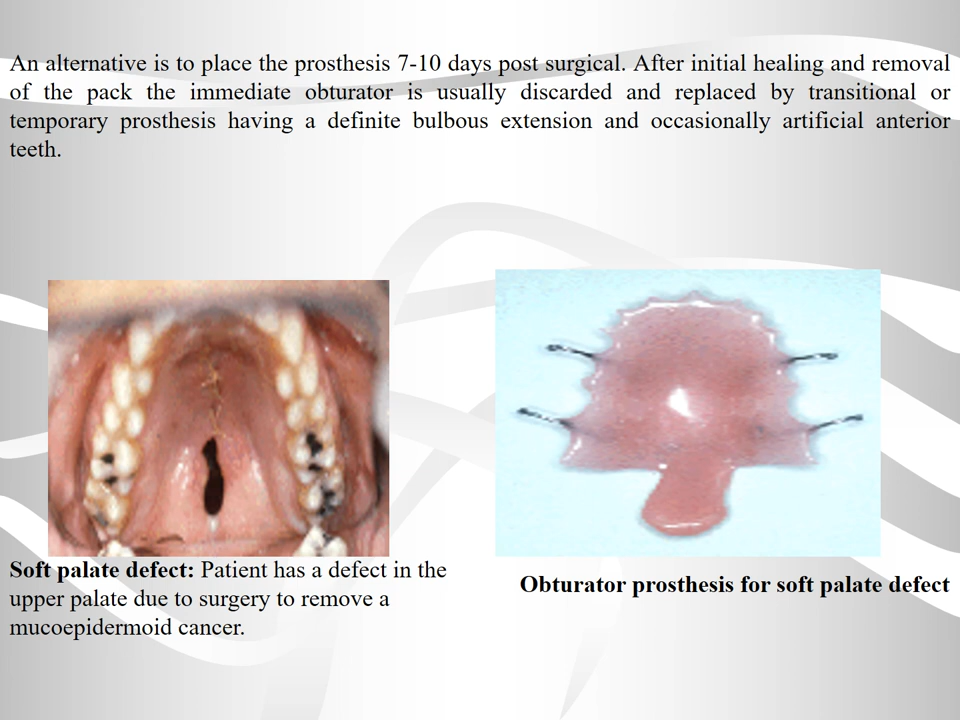 An alternative is to place the prosthesis 7-10 days post surgical. After initial healing and removal
of the pack the immediate obturator is usually discarded and replaced by transitional or
temporary prosthesis having a definite bulbous extension and occasionally artificial anterior
teeth.
Soft palate defect: Patient has a defect in the
upper palate due to surgery to remove a
mucoepidermoid cancer.
Obturator prosthesis for soft palate defect